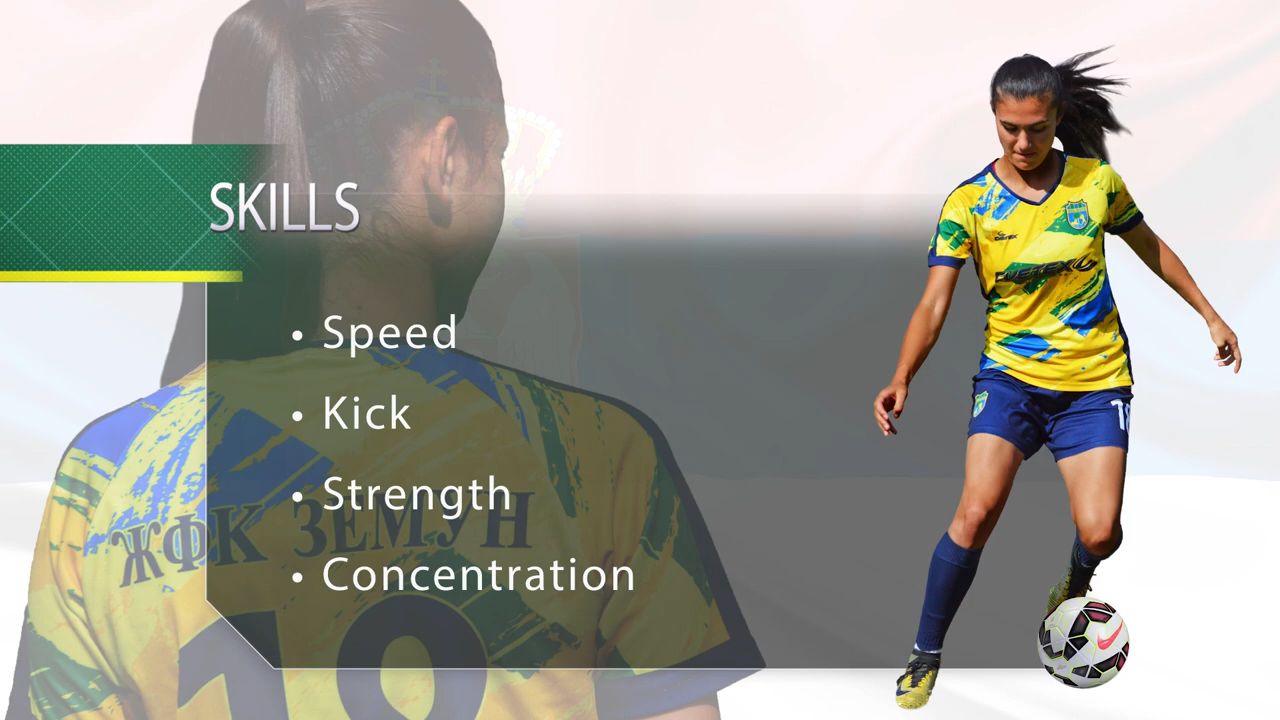 SKILLS
• Speed
• Kick
• Strength
• Concentration
ЖФК ЗЕМУН